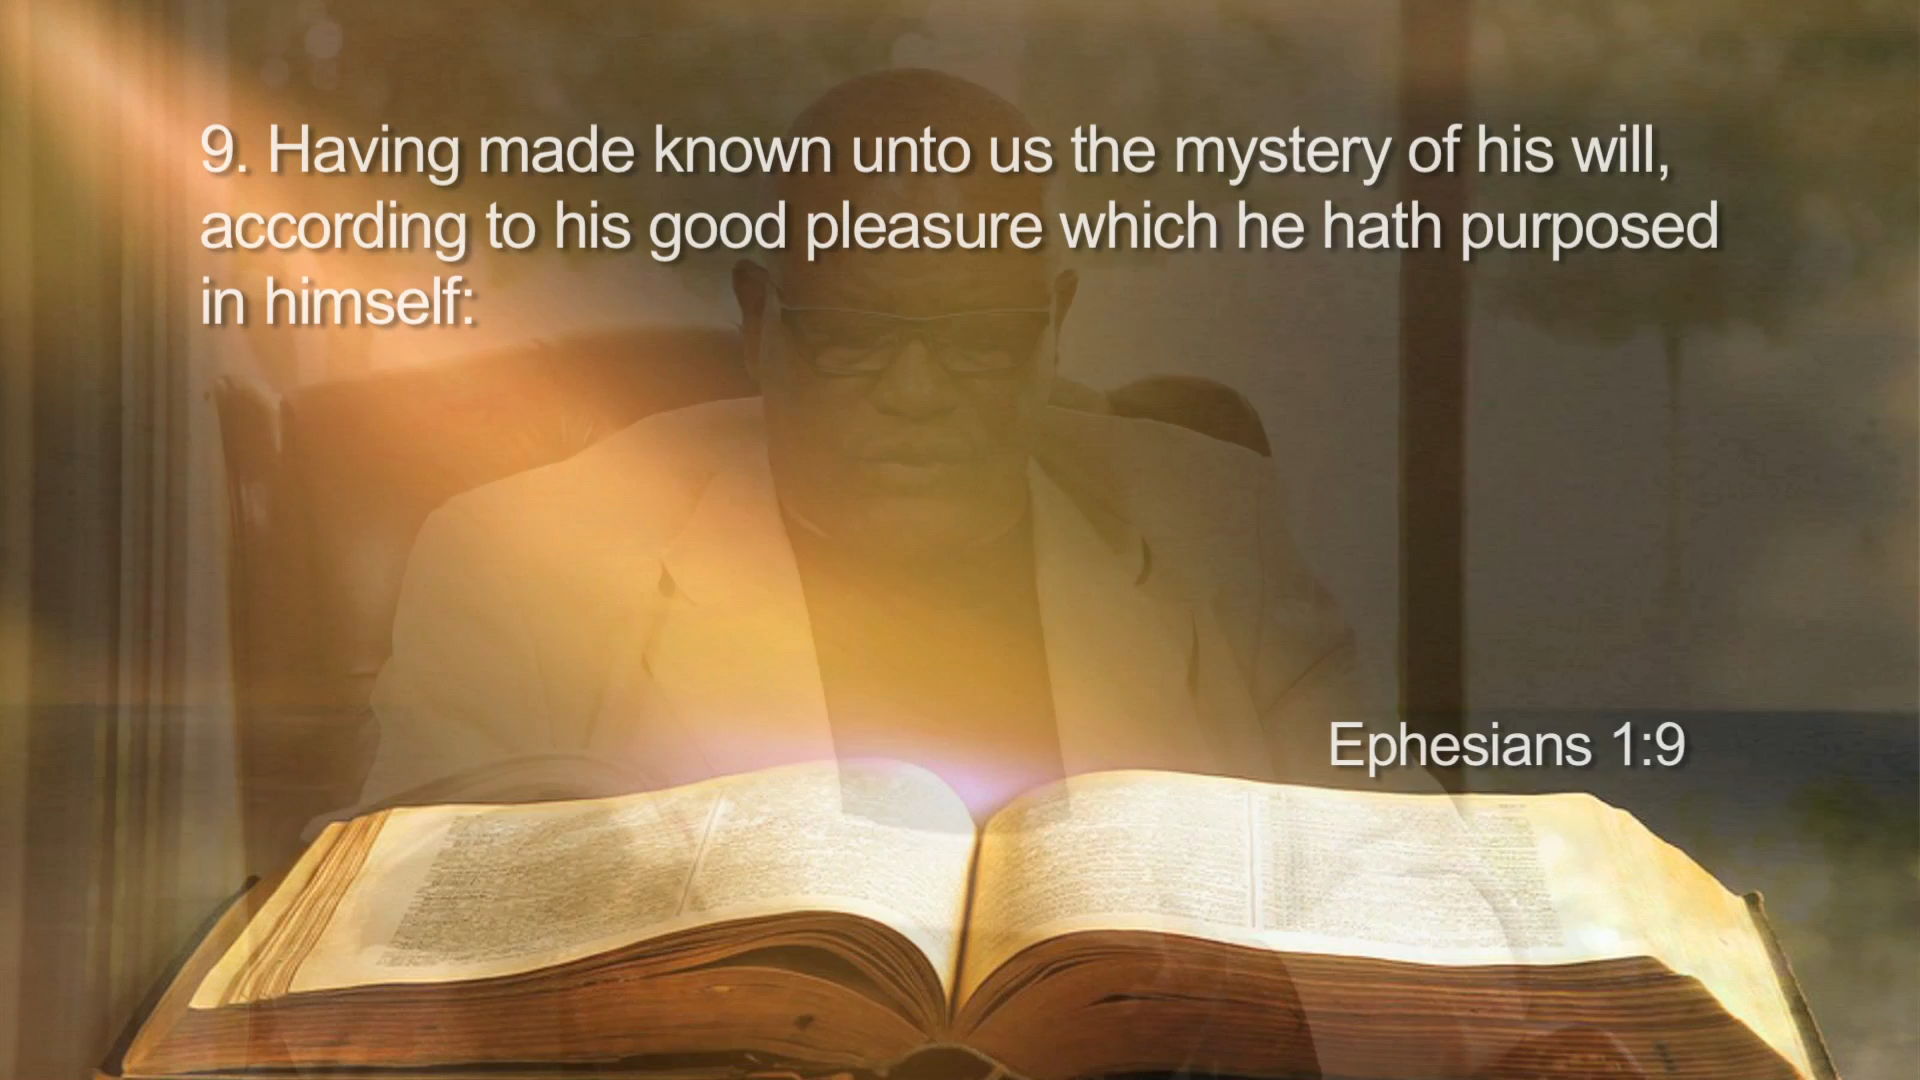 9. Having made known unto us the mystery of his will,
according to his good pleasure which he hath purposed
in himself:
Ephesians 1:9